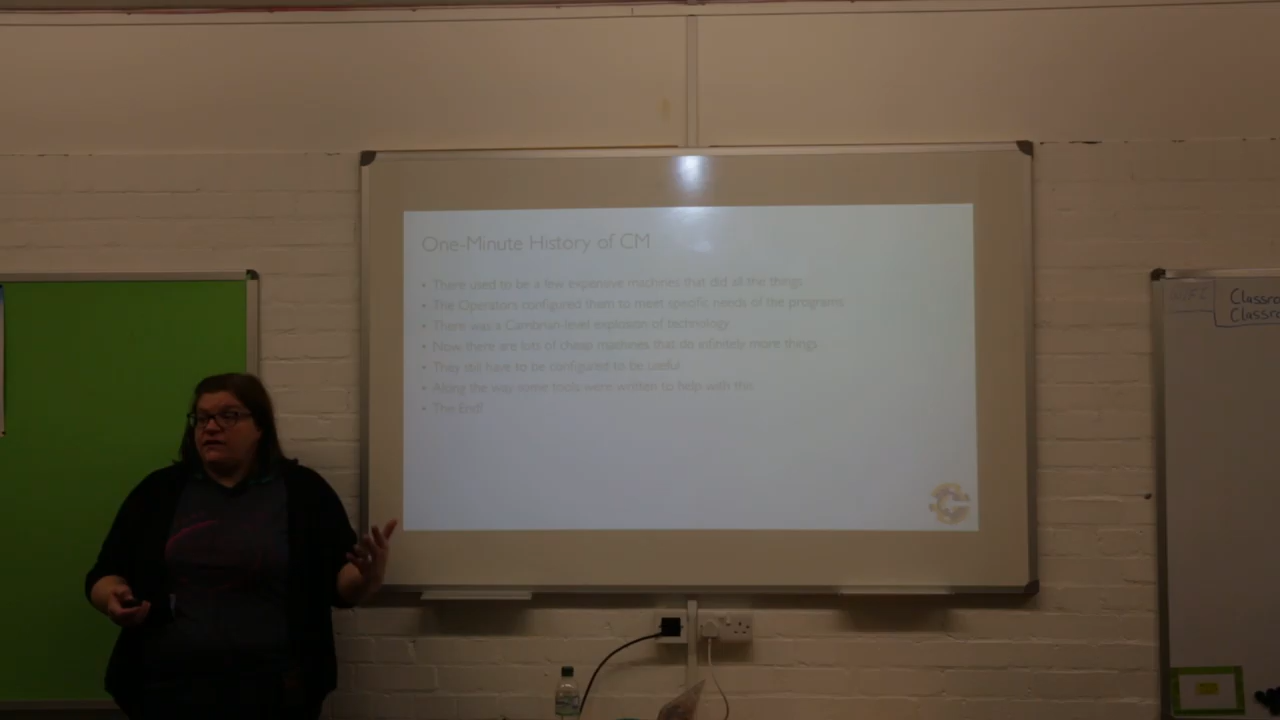 One-Minute History of CM
• There used to be a few expensive machines that did all the things
• The Operators configured them to meet specific needs of the programs
• There was a Cambrian-level explosion of technology
• Now there are lots of cheap machines that do infinitely more things
• They still have to be configured to be useful
• Along the way some tools were written to help with this
• The End!
Classro
Classro